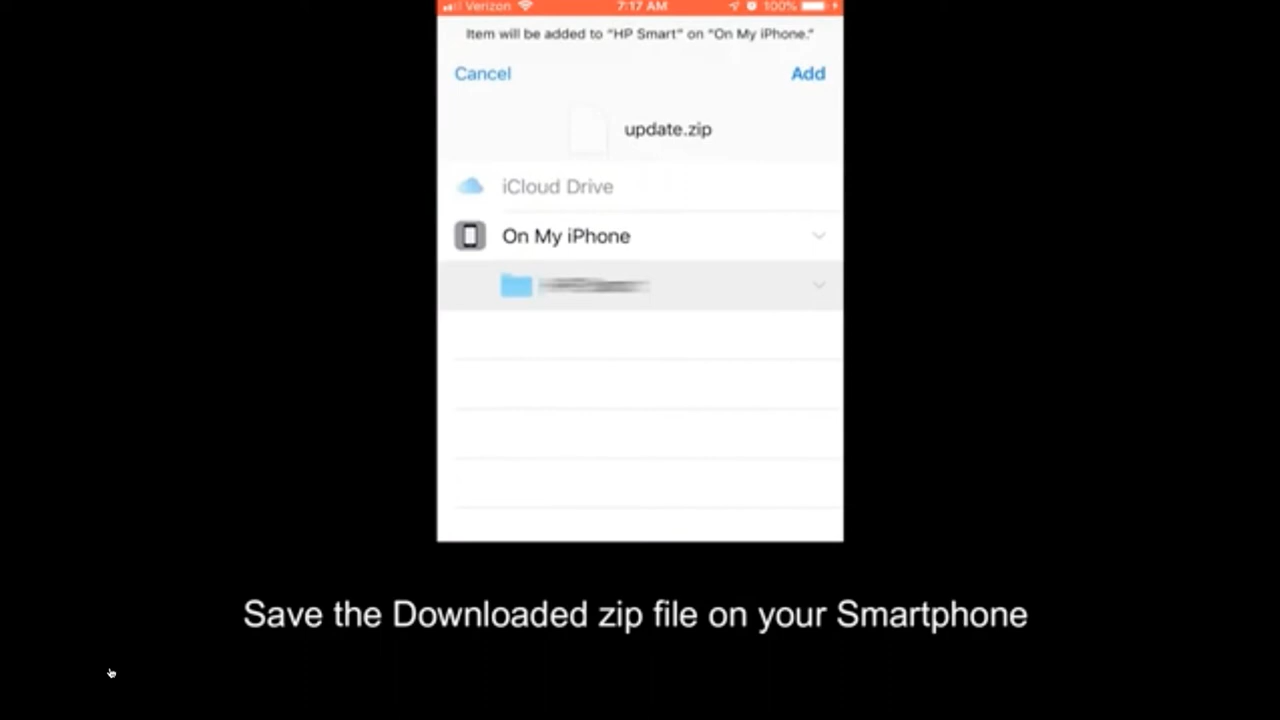 Verizon 7:17 AM 100%
Item will be added to "HP Smart" on "On My iPhone."
Cancel Add
update.zip
iCloud Drive
On My iPhone
Save the Downloaded zip file on your Smartphone